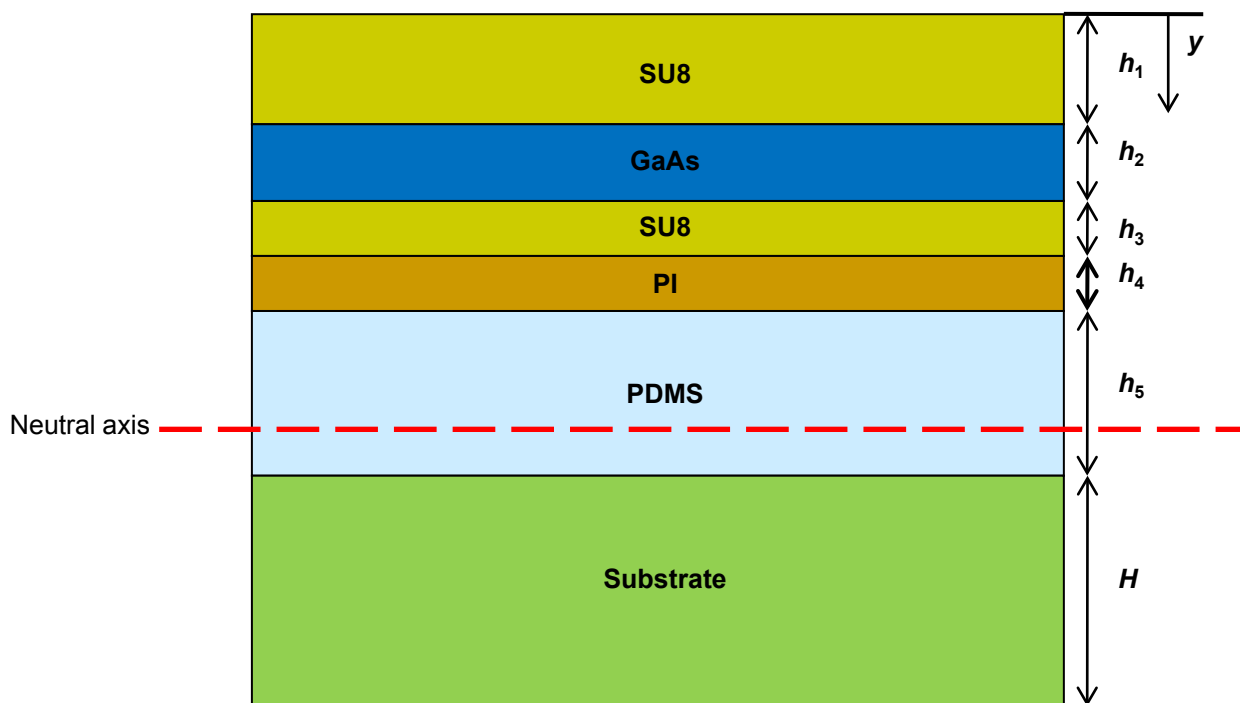 y
SU8
h1
GaAs
h2
SU8
h3
PI
h4
PDMS
h5
Neutral axis
Substrate
H